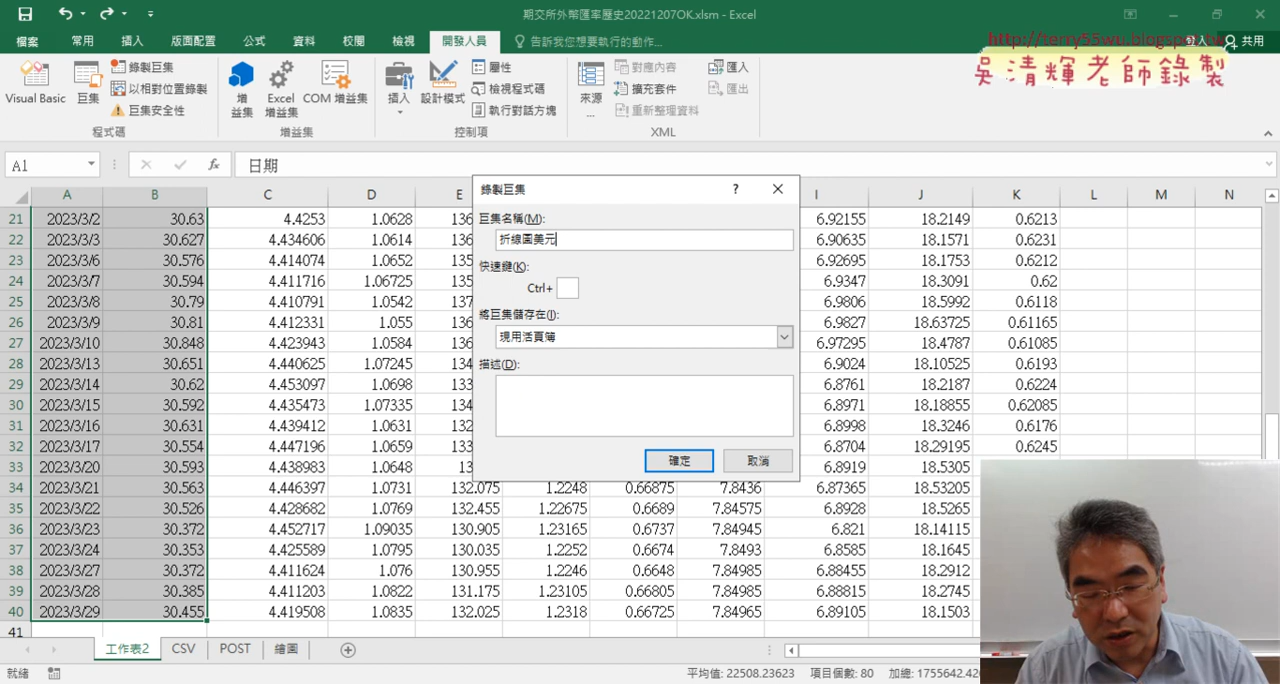 期交所外幣匯率歷史20221207OK.xlsm - Excel
檔案 常用 插入 版面配置 公式 資料 校閱 檢視 開發人員 告訴我您想要執行的動作... 登入 共用
http://terry55wu.blogspot.tw
吳清輝老師錄製
Visual Basic 巨集 錄製巨集 以相對位置錄製 巨集安全性 程式碼
增益集 Excel 增益集 COM 增益集 增益集
插入 設計模式 屬性 檢視程式碼 執行對話方塊 控制項
來源 對應內容 擴充套件 重新整理資料 匯入 匯出 XML
A1 fx 日期
A B C D E I J K L M N
21 2023/3/2 30.63 4.4253 1.0628 136 6.92155 18.2149 0.6213
22 2023/3/3 30.627 4.434606 1.0614 136 6.90635 18.1571 0.6231
23 2023/3/6 30.576 4.414074 1.0652 135 6.92695 18.1753 0.6212
24 2023/3/7 30.594 4.411716 1.06725 135 6.9347 18.3091 0.62
25 2023/3/8 30.79 4.410791 1.0542 137 6.9806 18.5992 0.6118
26 2023/3/9 30.81 4.412331 1.055 136 6.9827 18.63725 0.61165
27 2023/3/10 30.848 4.423943 1.0584 136 6.97295 18.4787 0.61085
28 2023/3/13 30.651 4.440625 1.07245 134 6.9024 18.10525 0.6193
29 2023/3/14 30.62 4.453097 1.0698 133 6.8761 18.2187 0.6224
30 2023/3/15 30.592 4.435473 1.07335 134 6.8971 18.18855 0.62085
31 2023/3/16 30.631 4.439412 1.0631 132 6.8998 18.3246 0.6176
32 2023/3/17 30.554 4.447196 1.0659 133 6.8704 18.29195 0.6245
33 2023/3/20 30.593 4.438983 1.0648 13 6.8919 18.5305
34 2023/3/21 30.563 4.446397 1.0731 132.075 1.2248 0.66875 7.8436 6.87365 18.53205
35 2023/3/22 30.526 4.428682 1.0769 132.455 1.22675 0.6689 7.84575 6.8928 18.5265
36 2023/3/23 30.372 4.452717 1.09035 130.905 1.23165 0.6737 7.84945 6.821 18.14115
37 2023/3/24 30.353 4.425589 1.0795 130.035 1.2252 0.6674 7.8493 6.8585 18.1645
38 2023/3/27 30.372 4.411624 1.076 130.955 1.2246 0.6648 7.84985 6.88455 18.2912
39 2023/3/28 30.385 4.411203 1.0822 131.175 1.23105 0.66805 7.84985 6.88815 18.2745
40 2023/3/29 30.455 4.419508 1.0835 132.025 1.2318 0.66725 7.84965 6.89105 18.1503
41
錄製巨集 ?
巨集名稱(M):
折線圖美元
快速鍵(K):
Ctrl+
將巨集儲存在(I):
現用活頁簿
描述(D):
確定 取消
工作表2 CSV POST 繪圖
就緒 平均值: 22508.23623 項目個數: 80 加總: 1755642.42